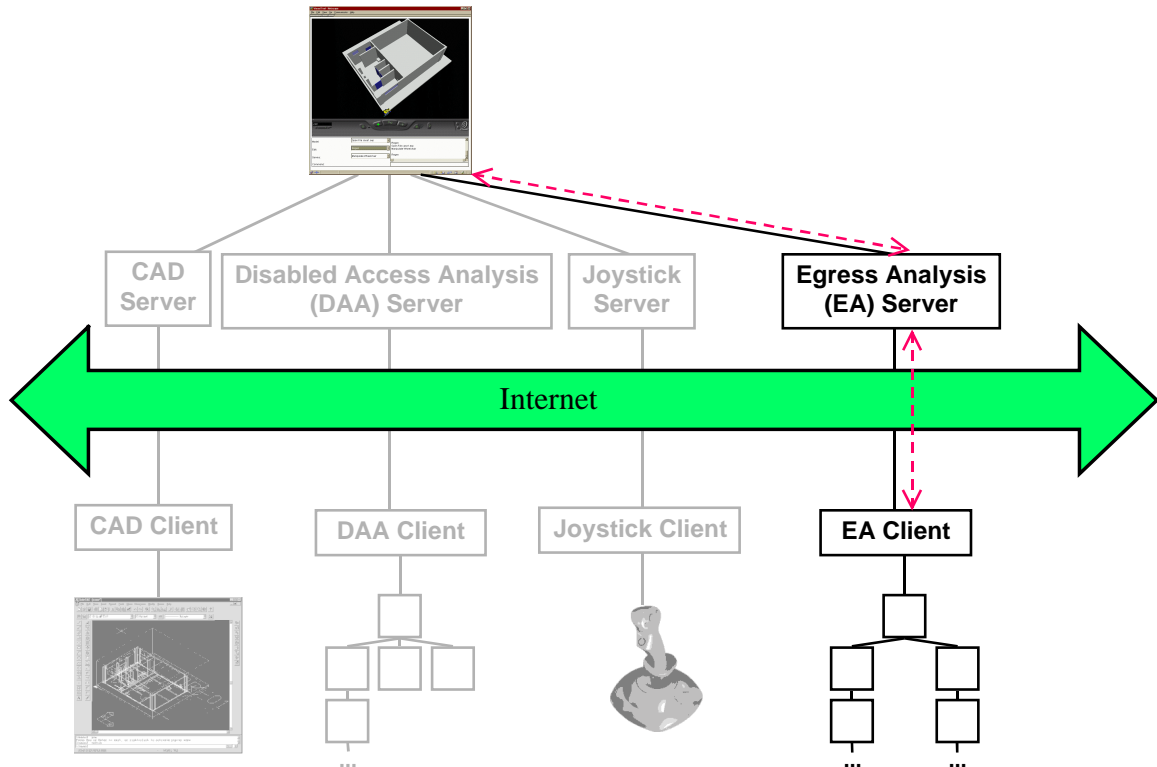 CAD
Server
Disabled Access Analysis
(DAA) Server
Joystick
Server
Egress Analysis
(EA) Server
Internet
CAD Client
DAA Client
Joystick Client
EA Client
...
...
...